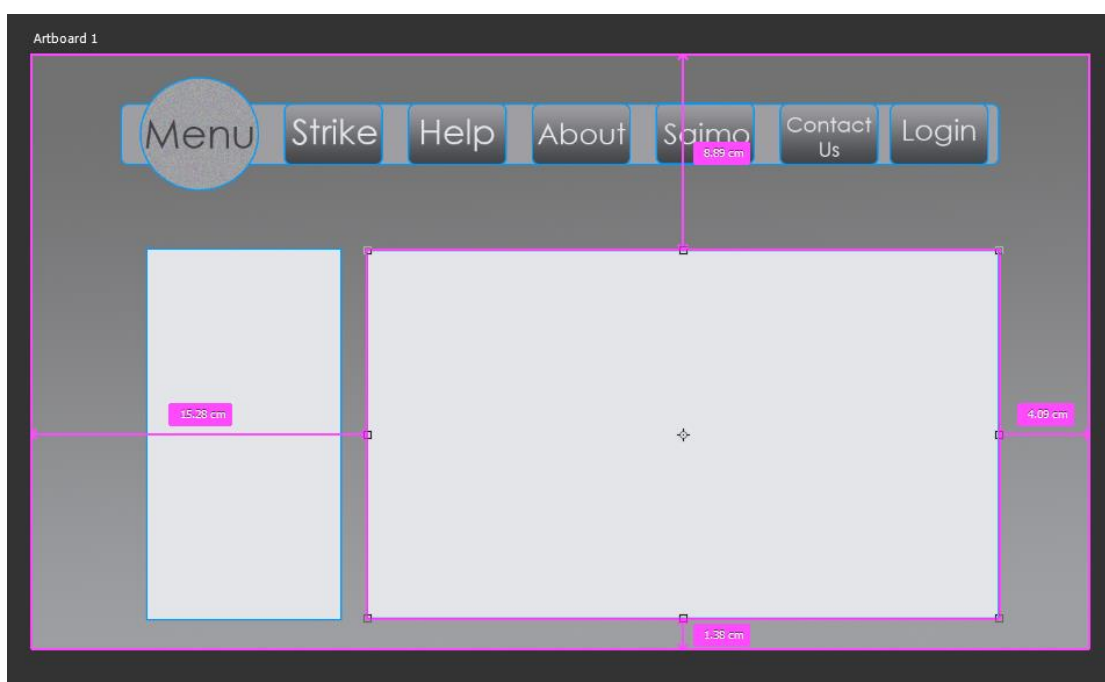 Artboard 1
Menu
Strike
Help
About
Saimo
Contact
Us
Login
8.89 cm
15.28 cm
4.09 cm
1.38 cm